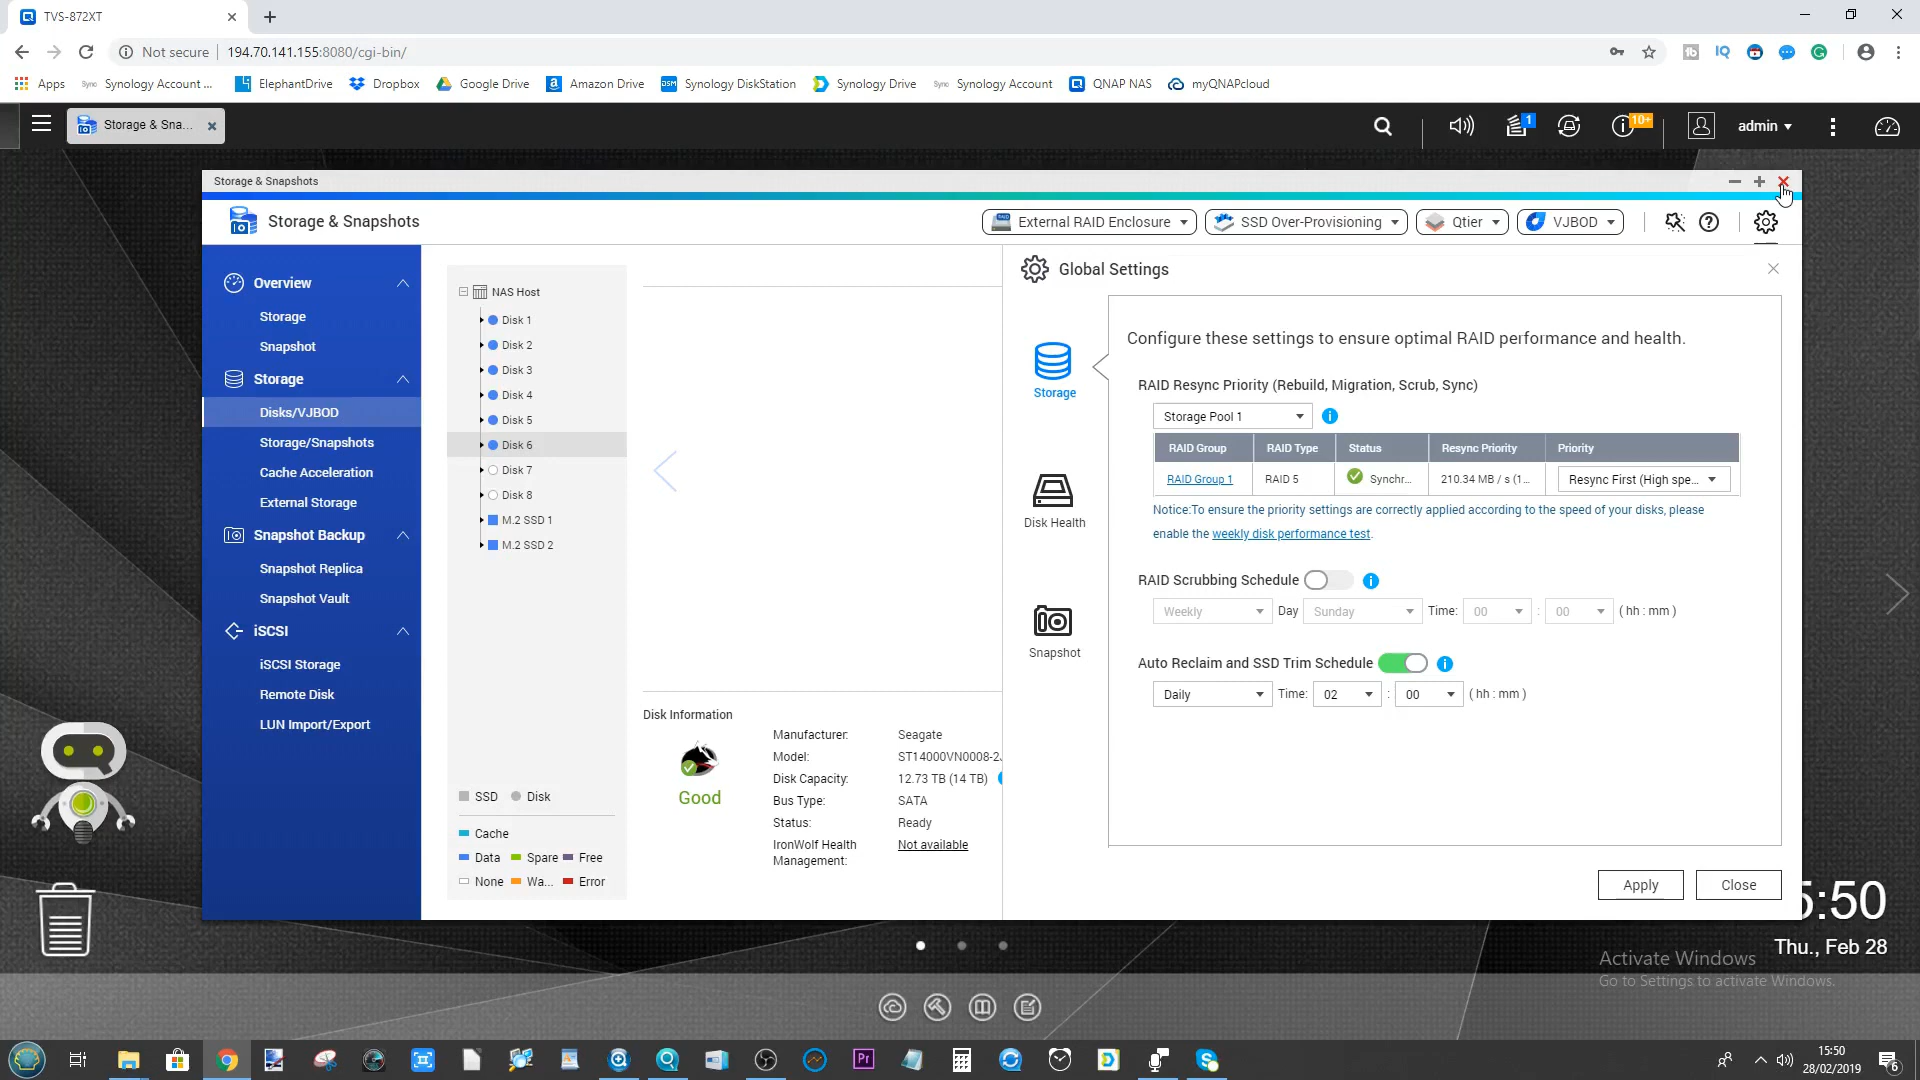 TVS-872XT
Not secure
194.70.141.155:8080/cgi-bin/
Apps
Synology Account ...
ElephantDrive
Dropbox
Google Drive
Amazon Drive
Synology DiskStation
Synology Drive
Synology Account
QNAP NAS
myQNAPcloud
Storage & Sna...
1
10+
admin
Storage & Snapshots
Storage & Snapshots
External RAID Enclosure
SSD Over-Provisioning
Qtier
VJBOD
Overview
Storage
Snapshot
Storage
Disks/VJBOD
Storage/Snapshots
Cache Acceleration
External Storage
Snapshot Backup
Snapshot Replica
Snapshot Vault
iSCSI
iSCSI Storage
Remote Disk
LUN Import/Export
NAS Host
Disk 1
Disk 2
Disk 3
Disk 4
Disk 5
Disk 6
Disk 7
Disk 8
M.2 SSD 1
M.2 SSD 2
SSD Disk
Cache
Data Spare Free
None Wa... Error
Disk Information
Good
Manufacturer: Seagate
Model: ST14000VN0008-2
Disk Capacity: 12.73 TB (14 TB)
Bus Type: SATA
Status: Ready
IronWolf Health Not available
Management:
Global Settings
Storage
Disk Health
Snapshot
Configure these settings to ensure optimal RAID performance and health.
RAID Resync Priority (Rebuild, Migration, Scrub, Sync)
Storage Pool 1
RAID Group RAID Type Status Resync Priority Priority
RAID Group 1 RAID 5 Synchr... 210.34 MB / s (1... Resync First (High spe...
Notice:To ensure the priority settings are correctly applied according to the speed of your disks, please
enable the weekly disk performance test.
RAID Scrubbing Schedule
Weekly Day Sunday Time: 00 : 00 ( hh : mm )
Auto Reclaim and SSD Trim Schedule
Daily Time: 02 : 00 ( hh : mm )
Apply Close
5:50
Thu., Feb 28
Activate Windows
Go to Settings to activate Windows.
15:50
28/02/2019
6